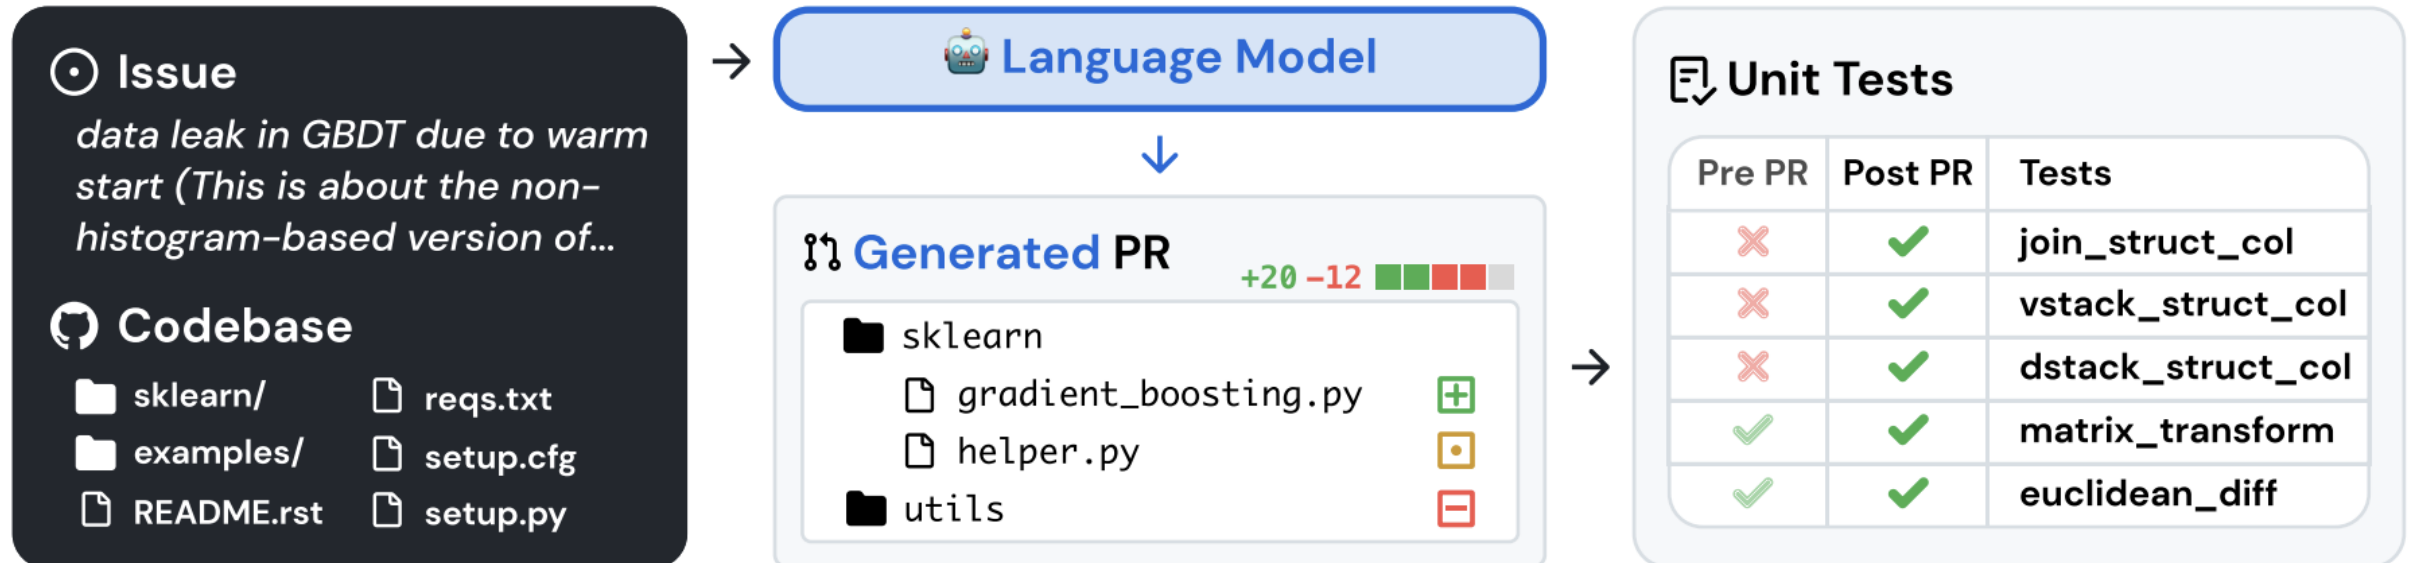 Issue
data leak in GBDT due to warm
start (This is about the non-
histogram-based version of...
Codebase
sklearn/
reqs.txt
examples/
setup.cfg
README.rst
setup.py
Language Model
Generated PR
+20 -12
sklearn
gradient_boosting.py
helper.py
utils
Unit Tests
Pre PR Post PR Tests
join_struct_col
vstack_struct_col
dstack_struct_col
matrix_transform
euclidean_diff